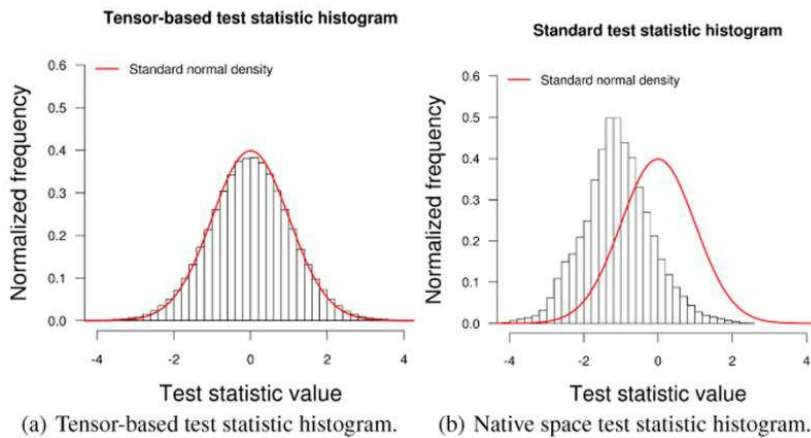 Tensor-based test statistic histogram
Standard normal density
0.6
0.5
0.4
0.3
0.2
0.1
0.0
Normalized frequency
-4 -2 0 2 4
Test statistic value
(a) Tensor-based test statistic histogram.
Standard test statistic histogram
Standard normal density
0.6
0.5
0.4
0.3
0.2
0.1
0.0
Normalized frequency
-4 -2 0 2 4
Test statistic value
(b) Native space test statistic histogram.